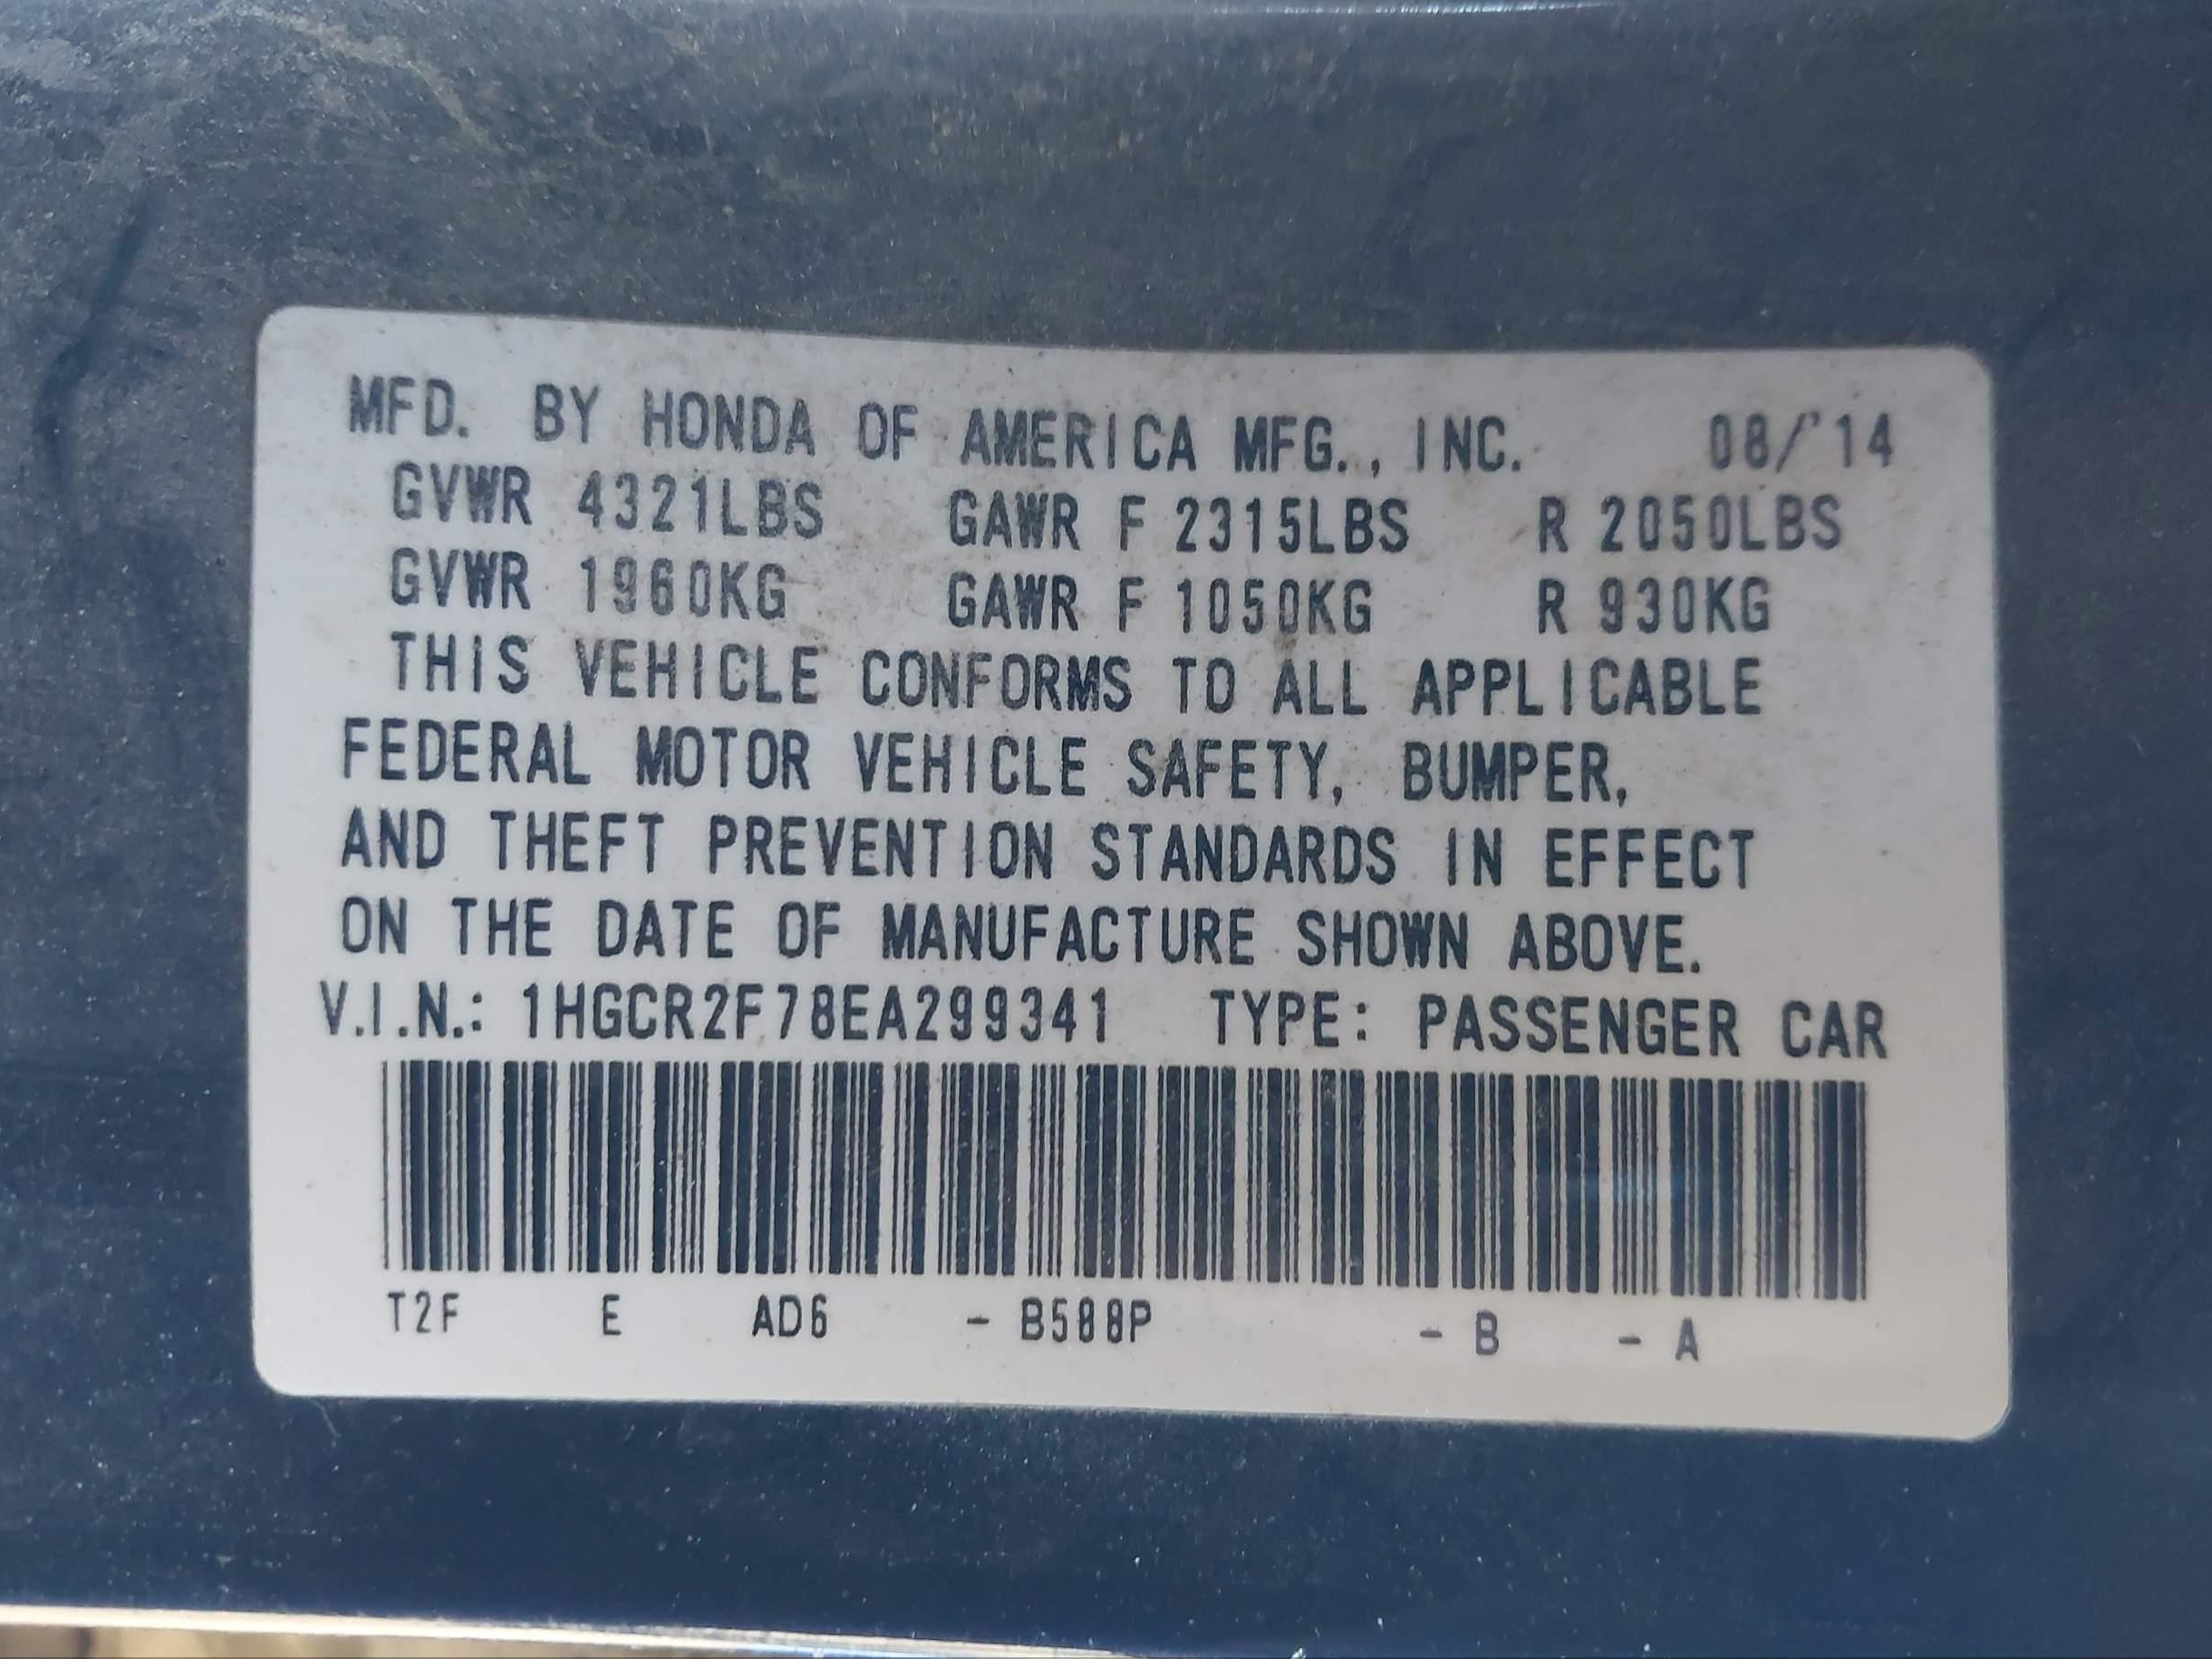 MFD. BY HONDA OF AMERICA MFG., INC. 08/'14
GVWR 4321LBS GAWR F 2315LBS R 2050LBS
GVWR 1960KG GAWR F 1050KG R 930KG
THIS VEHICLE CONFORMS TO ALL APPLICABLE
FEDERAL MOTOR VEHICLE SAFETY, BUMPER,
AND THEFT PREVENTION STANDARDS IN EFFECT
ON THE DATE OF MANUFACTURE SHOWN ABOVE.
V.I.N.: 1HGCR2F78EA299341 TYPE: PASSENGER CAR
T2F E AD6 - B588P - B - A